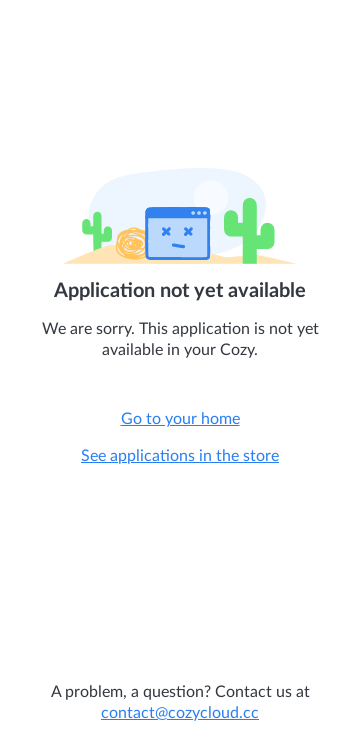 Application not yet available
We are sorry. This application is not yet
available in your Cozy.
Go to your home
See applications in the store
A problem, a question? Contact us at
contact@cozycloud.cc